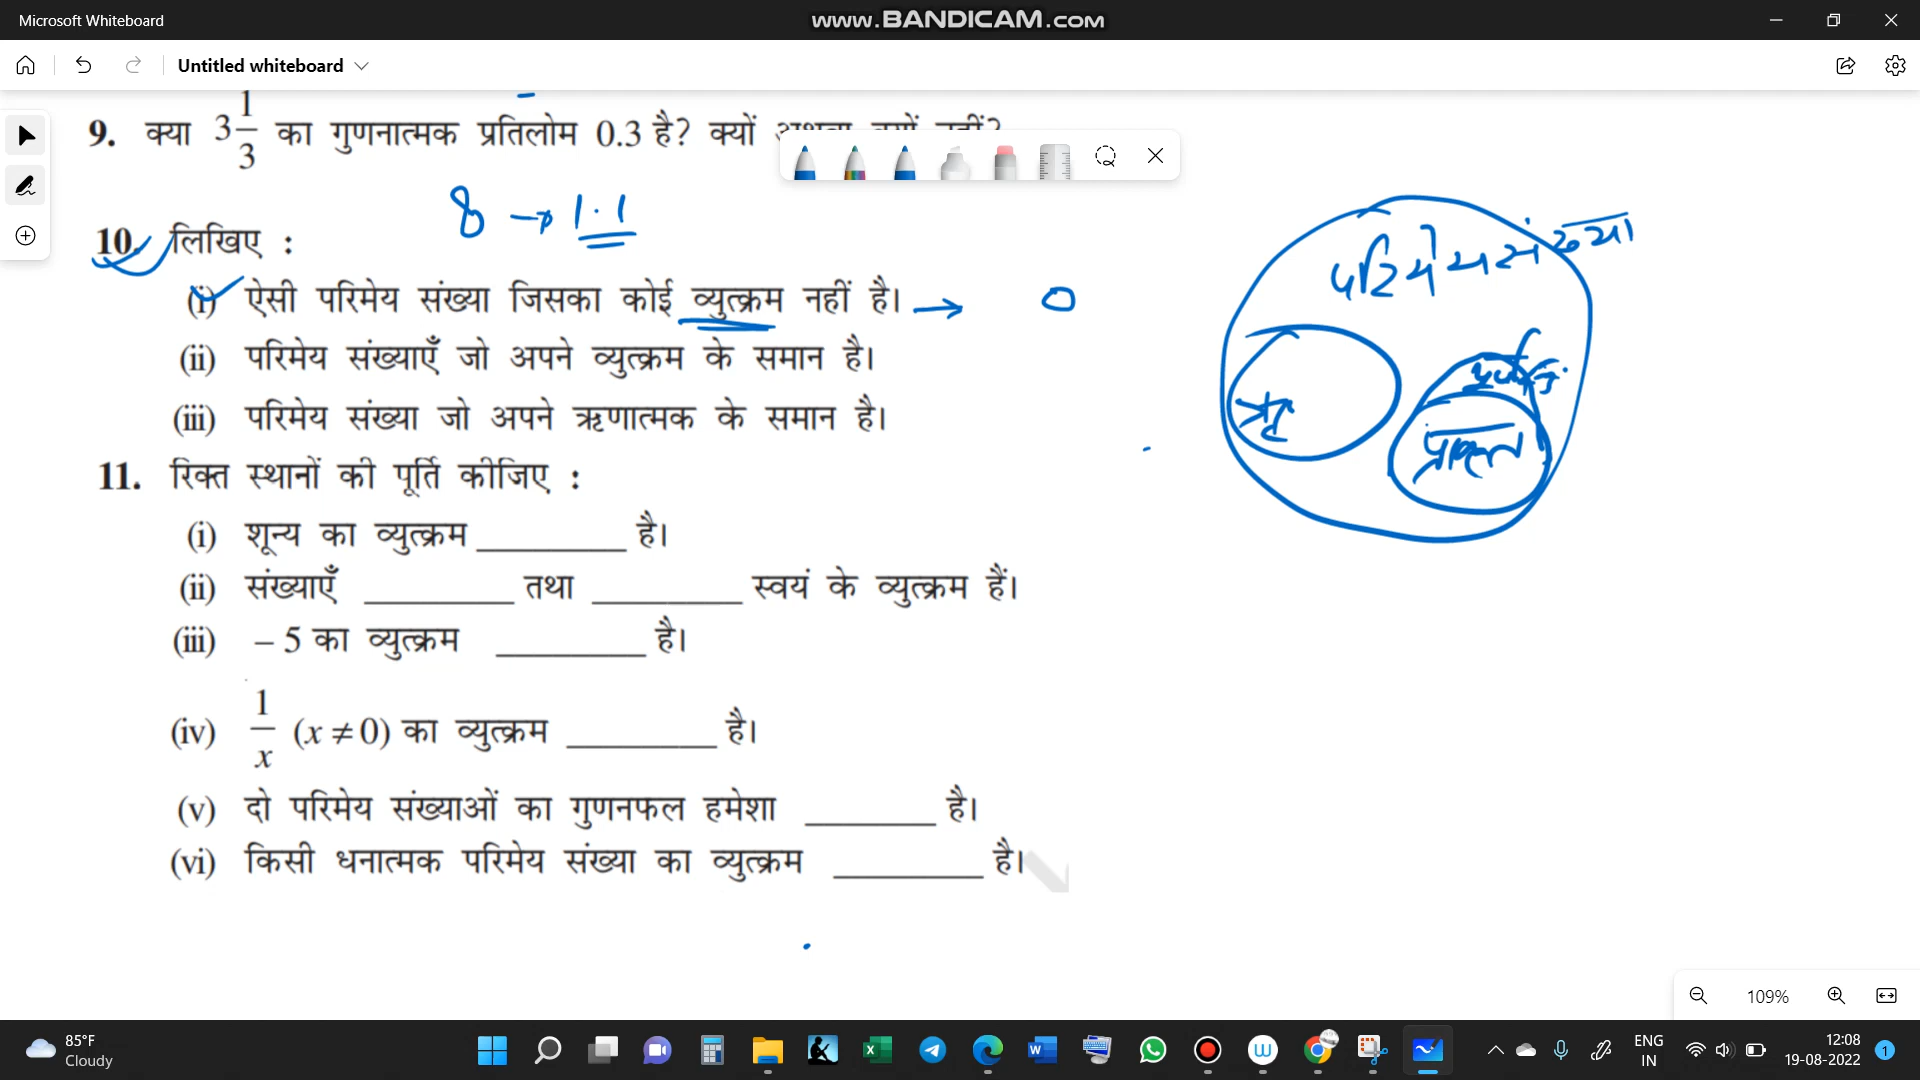 Microsoft Whiteboard
www.BANDICAM.com
Untitled whiteboard
9. क्या 3 1/3 का गुणनात्मक प्रतिलोम 0.3 है? क्यों अथवा क्यों नहीं?
8 → 1.1
10. लिखिए :
(i) ऐसी परिमेय संख्या जिसका कोई व्युत्क्रम नहीं है। → 0
(ii) परिमेय संख्याएँ जो अपने व्युत्क्रम के समान है।
(iii) परिमेय संख्या जो अपने ऋणात्मक के समान है।
प्राकृत
11. रिक्त स्थानों की पूर्ति कीजिए :
(i) शून्य का व्युत्क्रम ________ है।
(ii) संख्याएँ ________ तथा ________ स्वयं के व्युत्क्रम हैं।
(iii) – 5 का व्युत्क्रम ________ है।
(iv) 1/x (x ≠ 0) का व्युत्क्रम ________ है।
(v) दो परिमेय संख्याओं का गुणनफल हमेशा _______ है।
(vi) किसी धनात्मक परिमेय संख्या का व्युत्क्रम ________ है।
109%
85°F
Cloudy
ENG
IN
12:08
19-08-2022
1